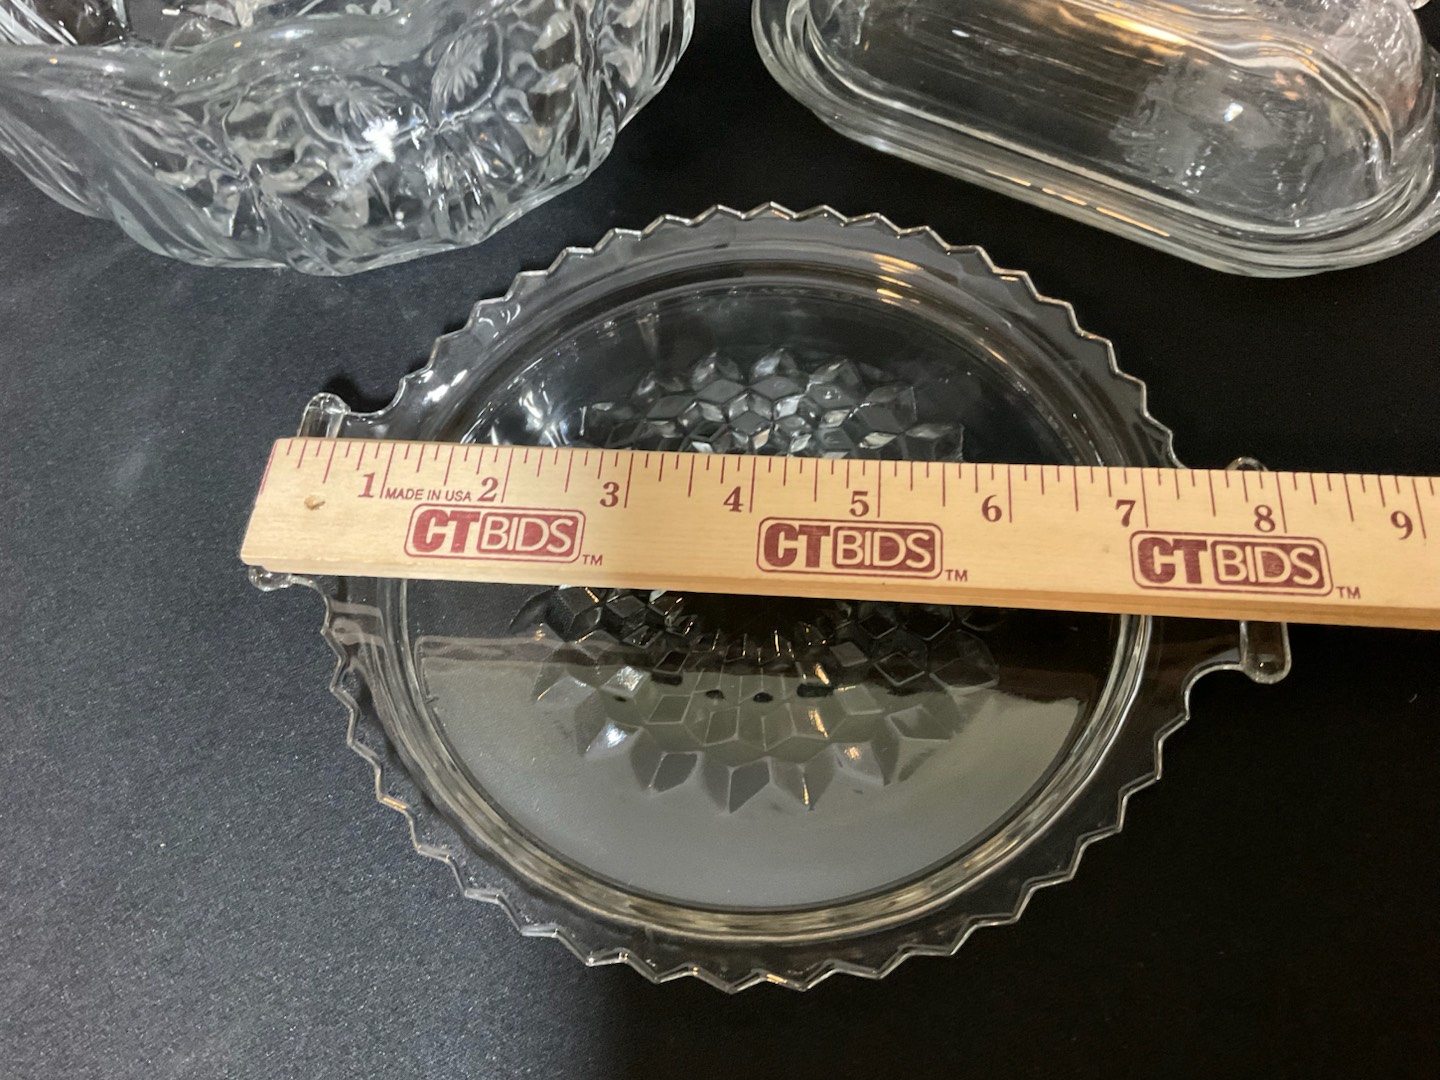 1 MADE IN USA 2 3 4 5 6 7 8 9
CTBIDS™ CTBIDS™ CTBIDS™